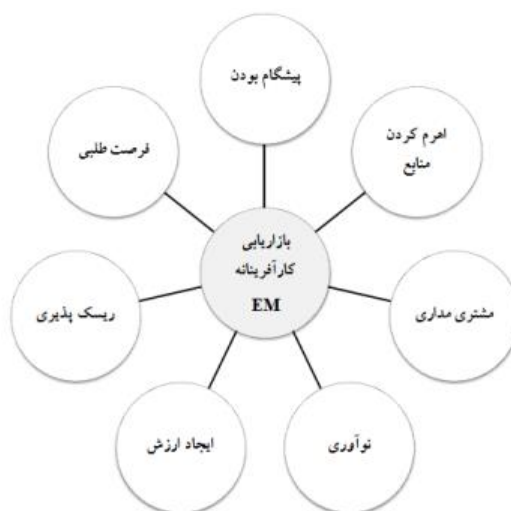 پیشگام بودن
اهرم کردن
منابع
فرصت طلبی
بازاریابی
کارآفرینانه
EM
مشتری مداری
ریسک پذیری
نوآوری
ایجاد ارزش